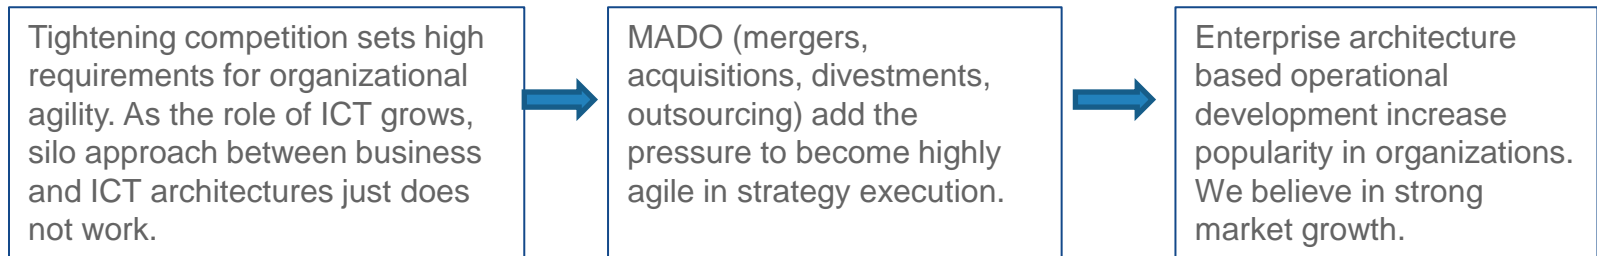 Tightening competition sets high
requirements for organizational
agility. As the role of ICT grows,
silo approach between business
and ICT architectures just does
not work.
MADO (mergers,
acquisitions, divestments,
outsourcing) add the
pressure to become highly
agile in strategy execution.
Enterprise architecture
based operational
development increase
popularity in organizations.
We believe in strong
market growth.